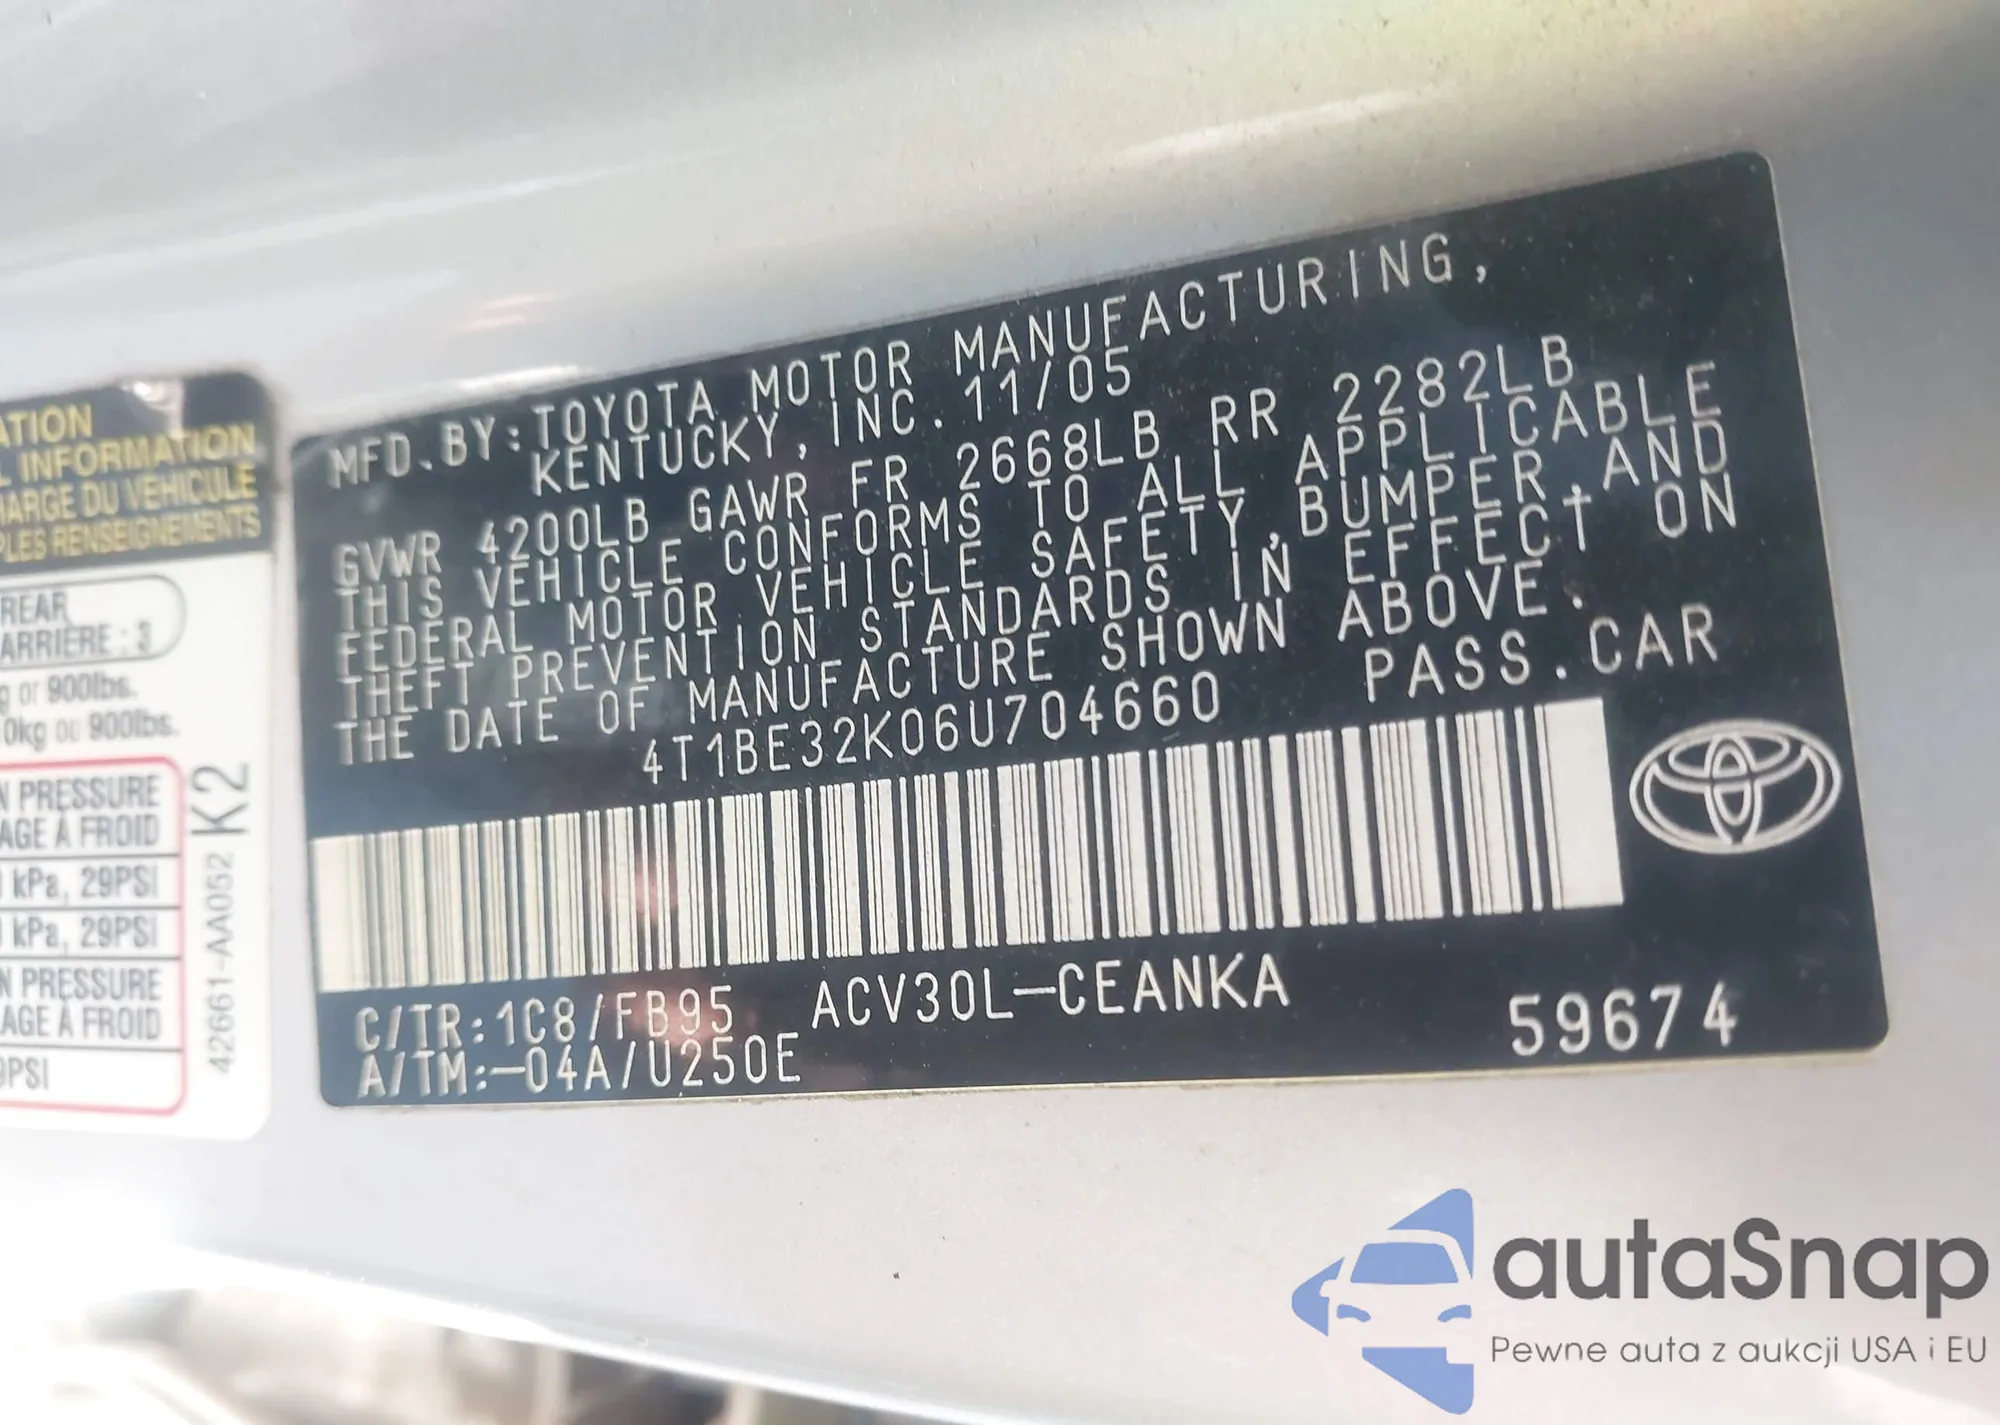 ATION
L INFORMATION
HARGE DU VÉHICULE
PLES RENSEIGNEMENTS
REAR
ARRIÈRE : 3
g or 900lbs.
0kg ou 900lbs.
N PRESSURE
AGE À FROID
kPa, 29PSI
kPa, 29PSI
N PRESSURE
AGE À FROID
9PSI
42661-AA052 K2
MFD. BY: TOYOTA MOTOR MANUFACTURING,
KENTUCKY, INC. 11/05
GVWR 4200LB GAWR FR 2668LB RR 2282LB
THIS VEHICLE CONFORMS TO ALL APPLICABLE
FEDERAL MOTOR VEHICLE SAFETY, BUMPER, AND
THEFT PREVENTION STANDARDS IN EFFECT ON
THE DATE OF MANUFACTURE SHOWN ABOVE.
4T1BE32K06U704660 PASS. CAR
C/TR: 1C8/FB95 ACV30L-CEANKA
A/TM:-04A/U250E 59674
autaSnap
Pewne auta z aukcji USA i EU